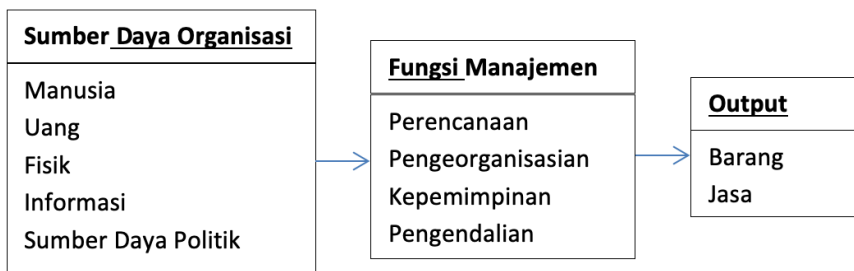 Sumber Daya Organisasi
Manusia
Uang
Fisik
Informasi
Sumber Daya Politik
Fungsi Manajemen
Perencanaan
Pengeorganisasian
Kepemimpinan
Pengendalian
Output
Barang
Jasa